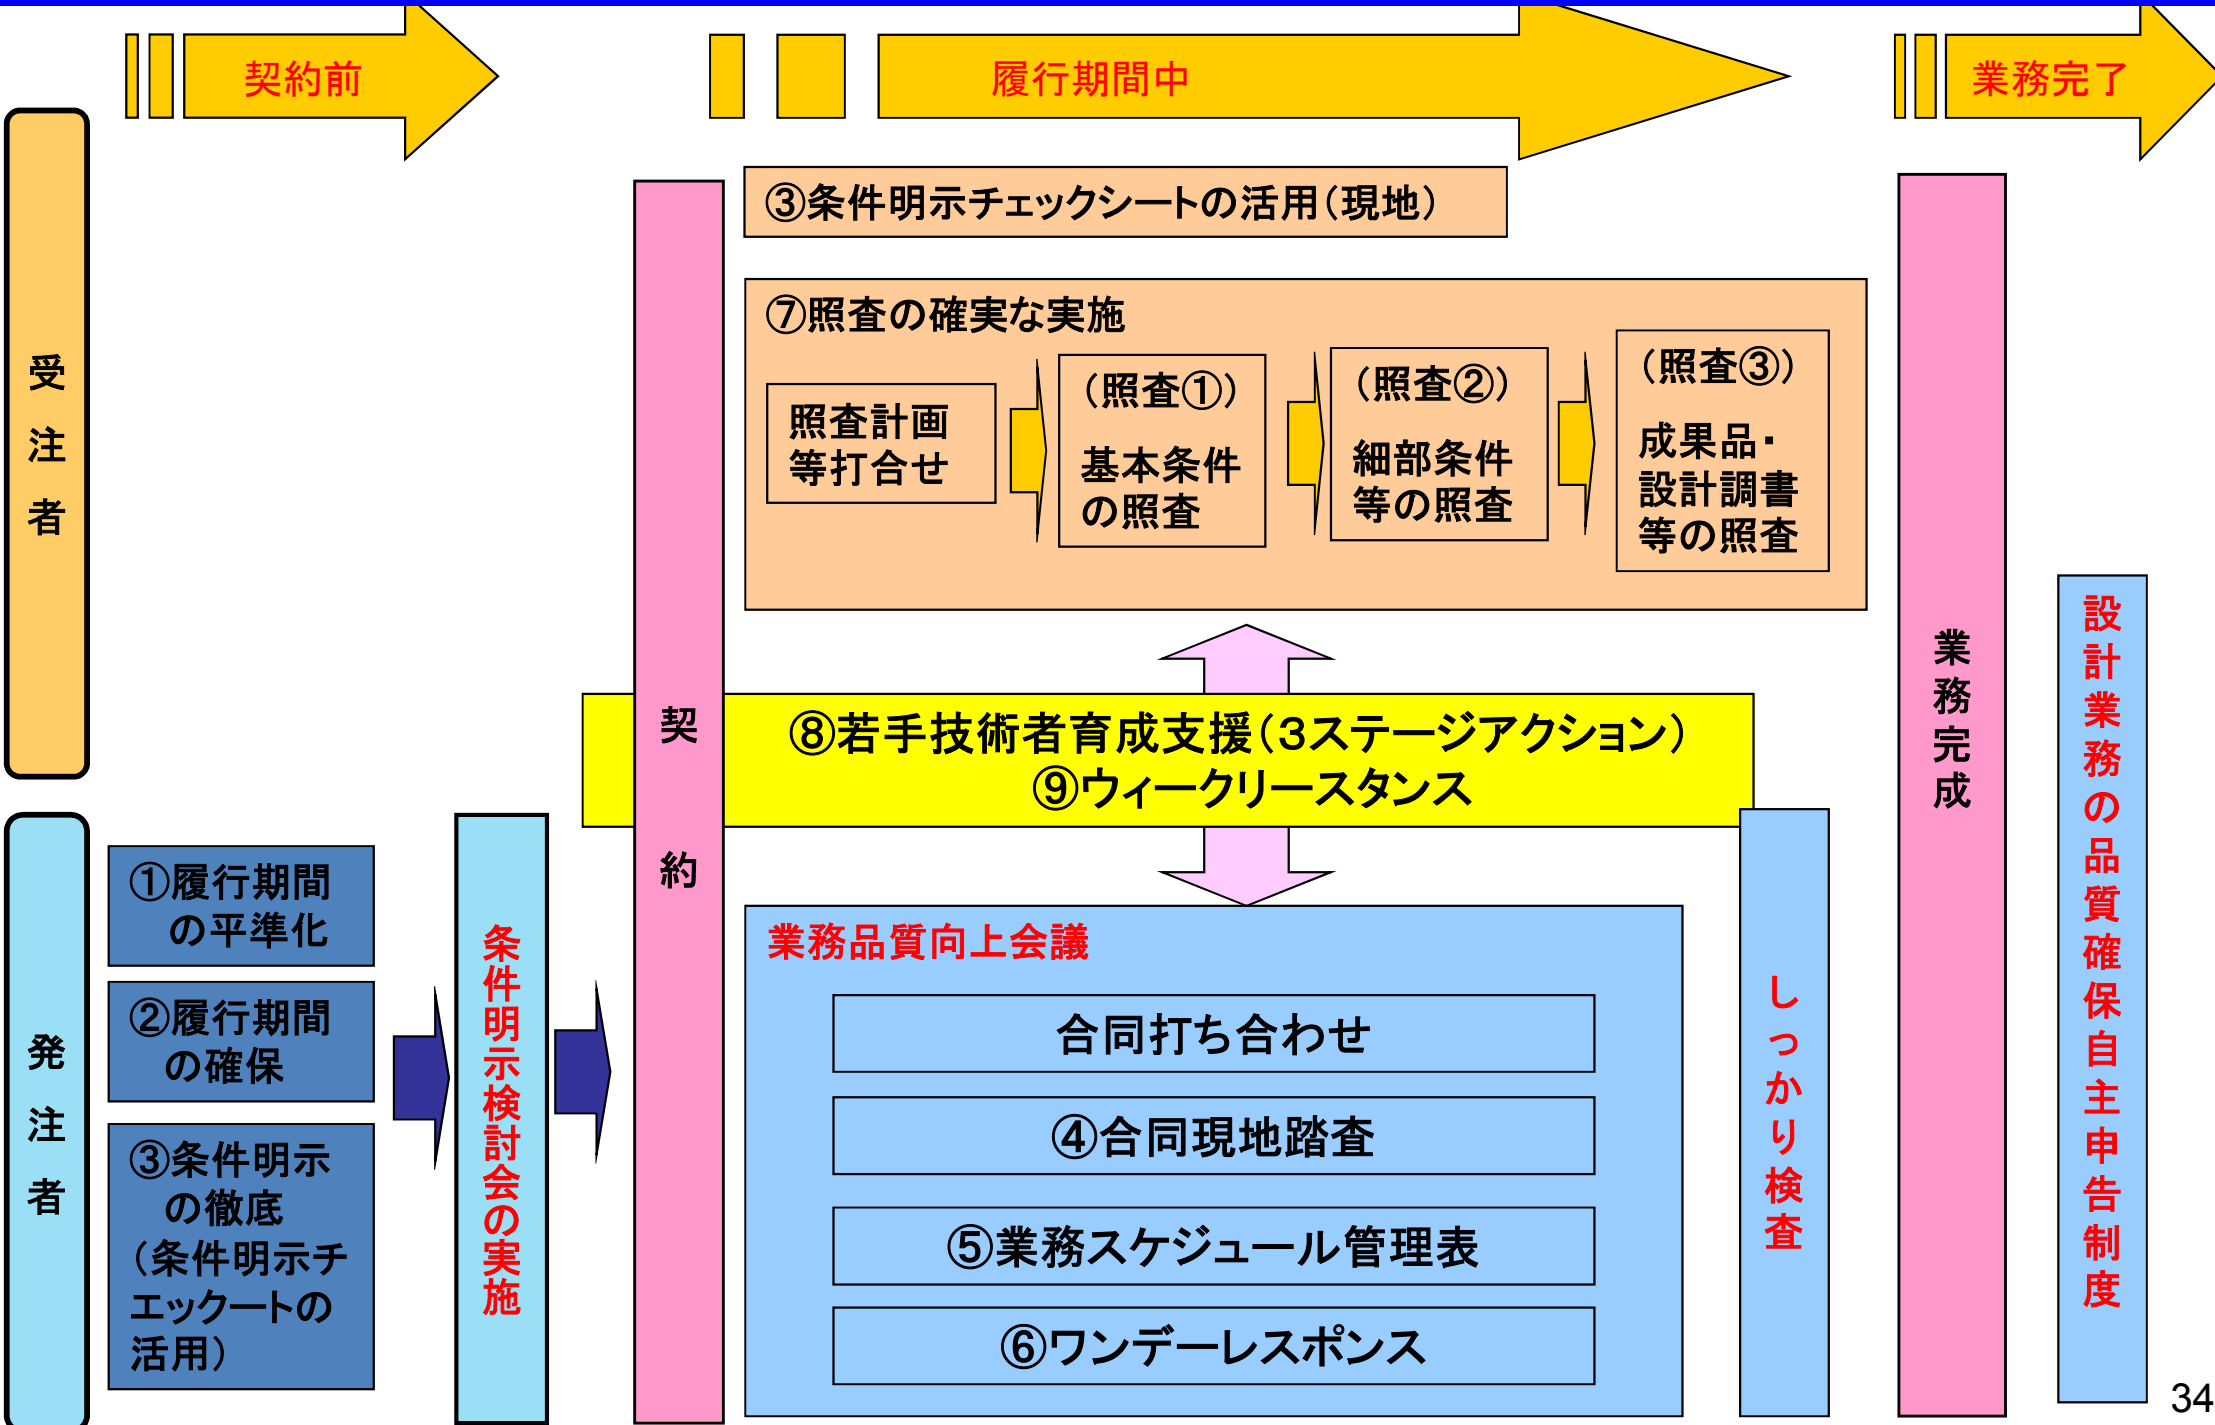 契約前
履行期間中
業務完了
受注者
③条件明示チェックシートの活用（現地）
⑦照査の確実な実施
照査計画
等打合せ
（照査①）
基本条件
の照査
（照査②）
細部条件
等の照査
（照査③）
成果品・
設計調書
等の照査
契約
⑧若手技術者育成支援（3ステージアクション）
⑨ウィークリースタンス
業務完成
設計業務の品質確保自主申告制度
発注者
①履行期間
の平準化
②履行期間
の確保
③条件明示
の徹底
（条件明示チ
エックートの
活用）
条件明示検討会の実施
業務品質向上会議
合同打ち合わせ
④合同現地踏査
⑤業務スケジュール管理表
⑥ワンデーレスポンス
しっかり検査
34